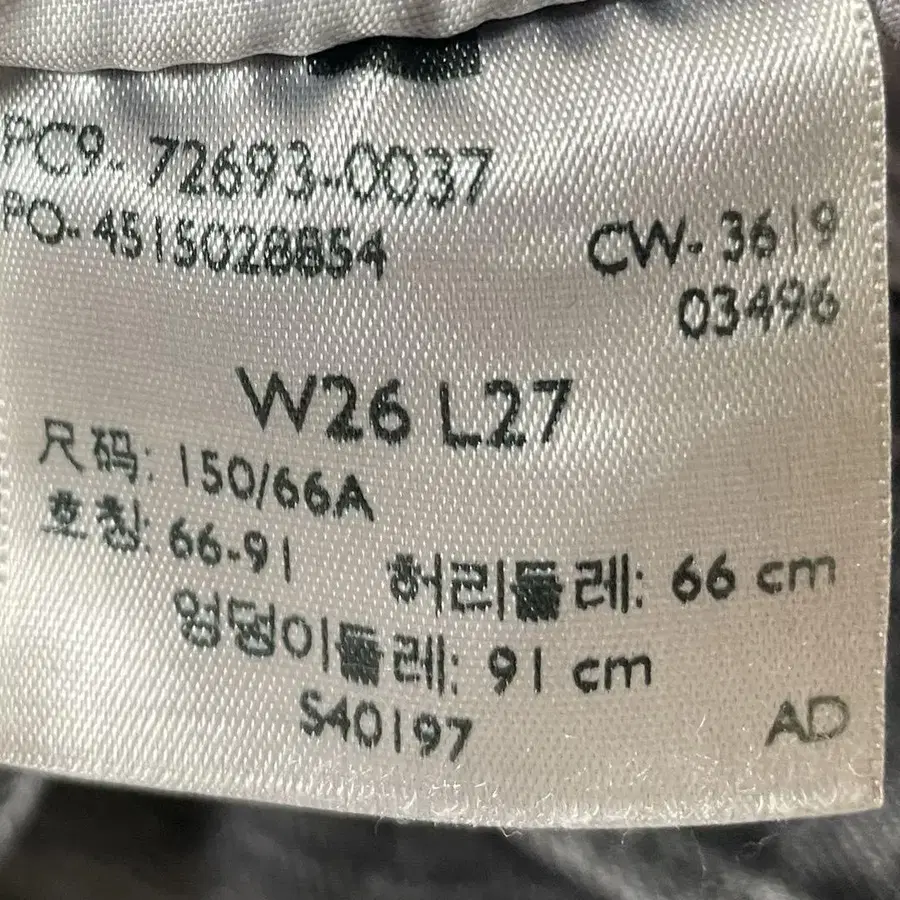 PC9-72693-0037
PO-4515028854
CW-3619
03496
W26 L27
尺码: 150/66A
호칭: 66-91
허리둘레: 66 cm
엉덩이둘레: 91 cm
S40197
AD